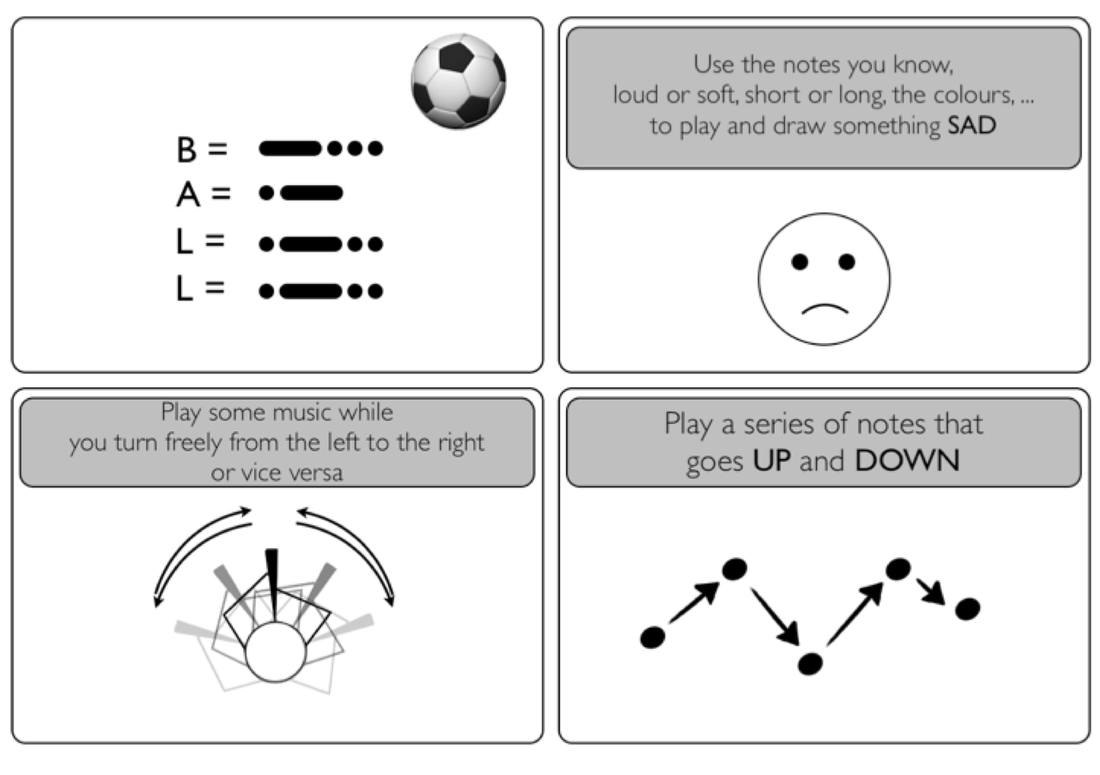 B =
A =
L =
L =
Use the notes you know,
loud or soft, short or long, the colours, ...
to play and draw something SAD
Play some music while
you turn freely from the left to the right
or vice versa
Play a series of notes that
goes UP and DOWN